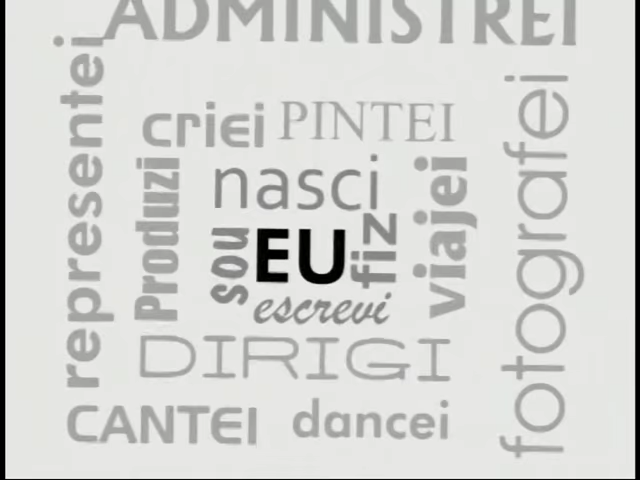 ADMINISTREI
representei
criei PINTEI
fotografei
Produzi
nasci
viajei
sou EU fiz
escrevi
DIRIGI
CANTEI dancei